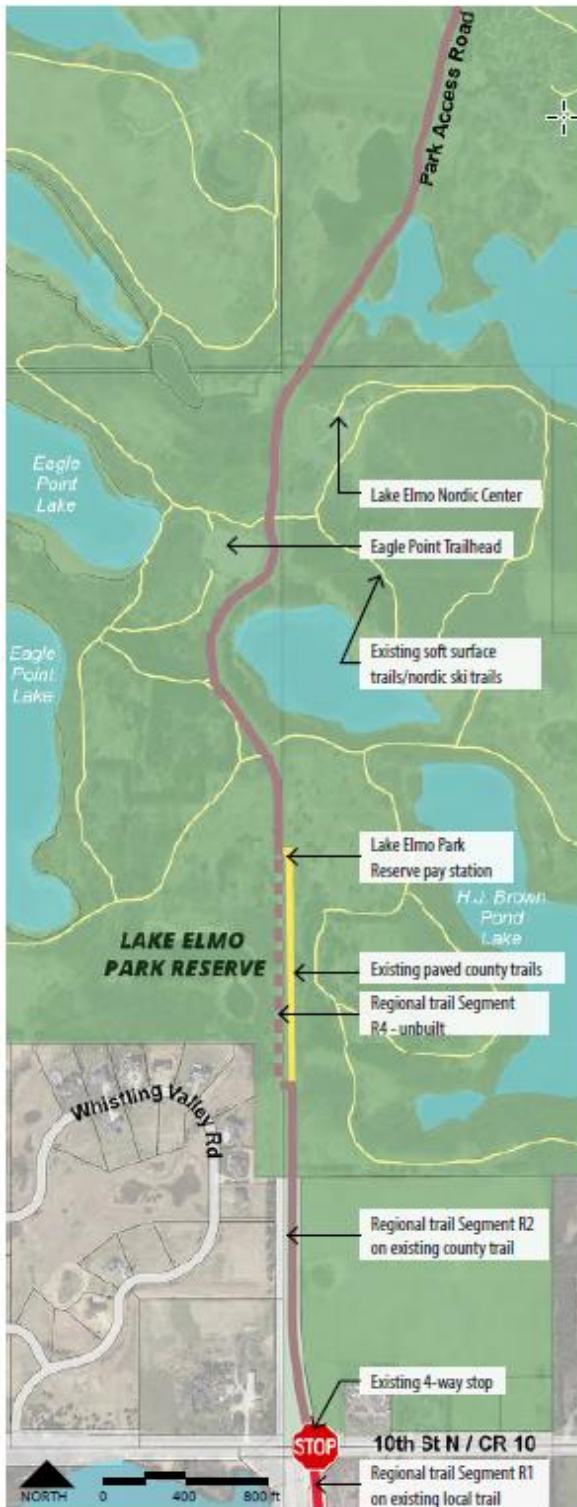 Park Access Road
Eagle
Point
Lake
Lake Elmo Nordic Center
Eagle Point Trailhead
Eagle
Point
Lake
Existing soft surface
trails/nordic ski trails
Lake Elmo Park
Reserve pay station
H.J. Brown
Pond
Lake
LAKE ELMO
PARK RESERVE
Existing paved county trails
Regional trail Segment
R4 - unbuilt
Whistling Valley Rd
Regional trail Segment R2
on existing county trail
Existing 4-way stop
STOP
10th St N / CR 10
Regional trail Segment R1
on existing local trail
NORTH 0 400 800 ft